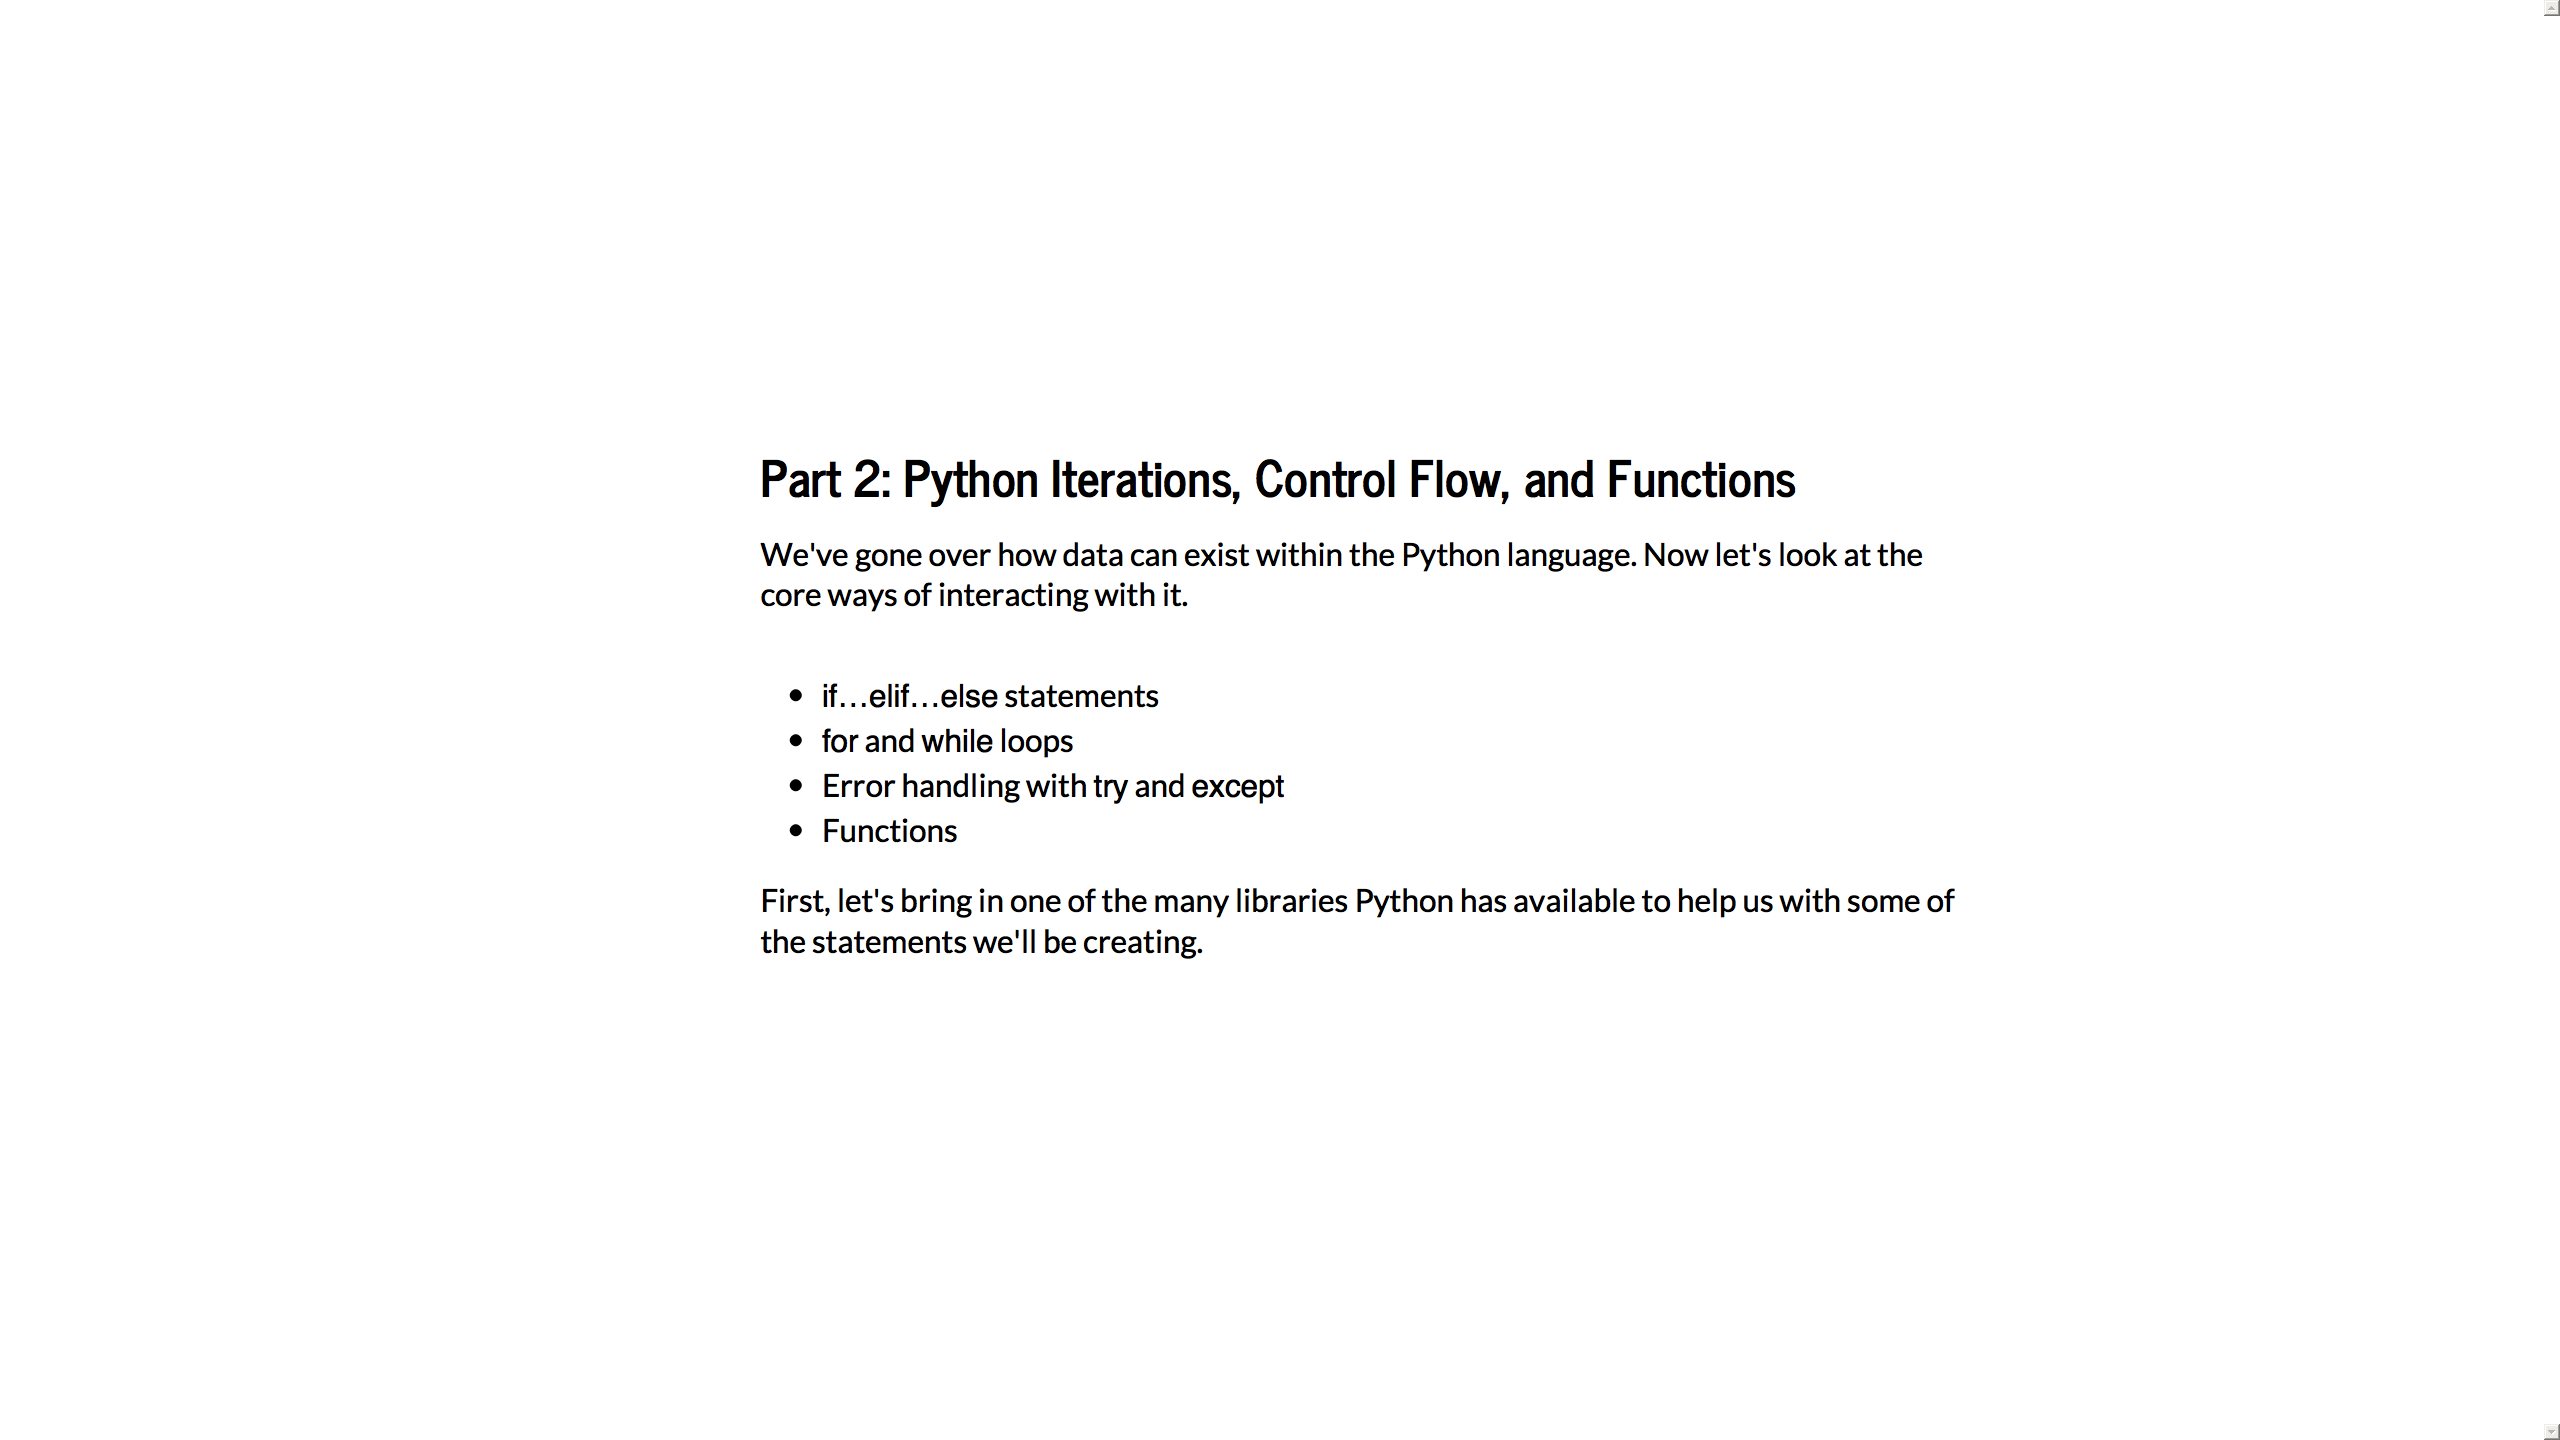 Part 2: Python Iterations, Control Flow, and Functions
We've gone over how data can exist within the Python language. Now let's look at the
core ways of interacting with it.
• if…elif…else statements
• for and while loops
• Error handling with try and except
• Functions
First, let's bring in one of the many libraries Python has available to help us with some of
the statements we'll be creating.